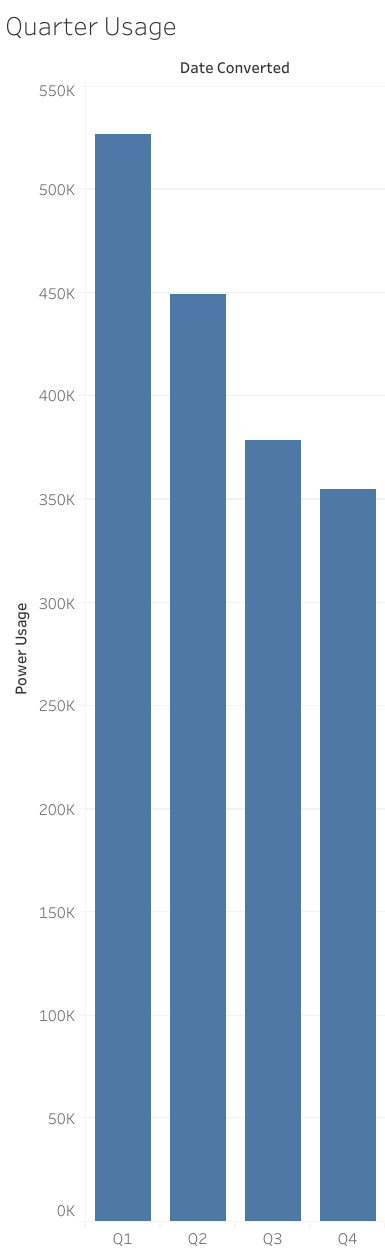 Quarter Usage
Date Converted
550K
500K
450K
400K
350K
300K
Power Usage
250K
200K
150K
100K
50K
0K
Q1 Q2 Q3 Q4